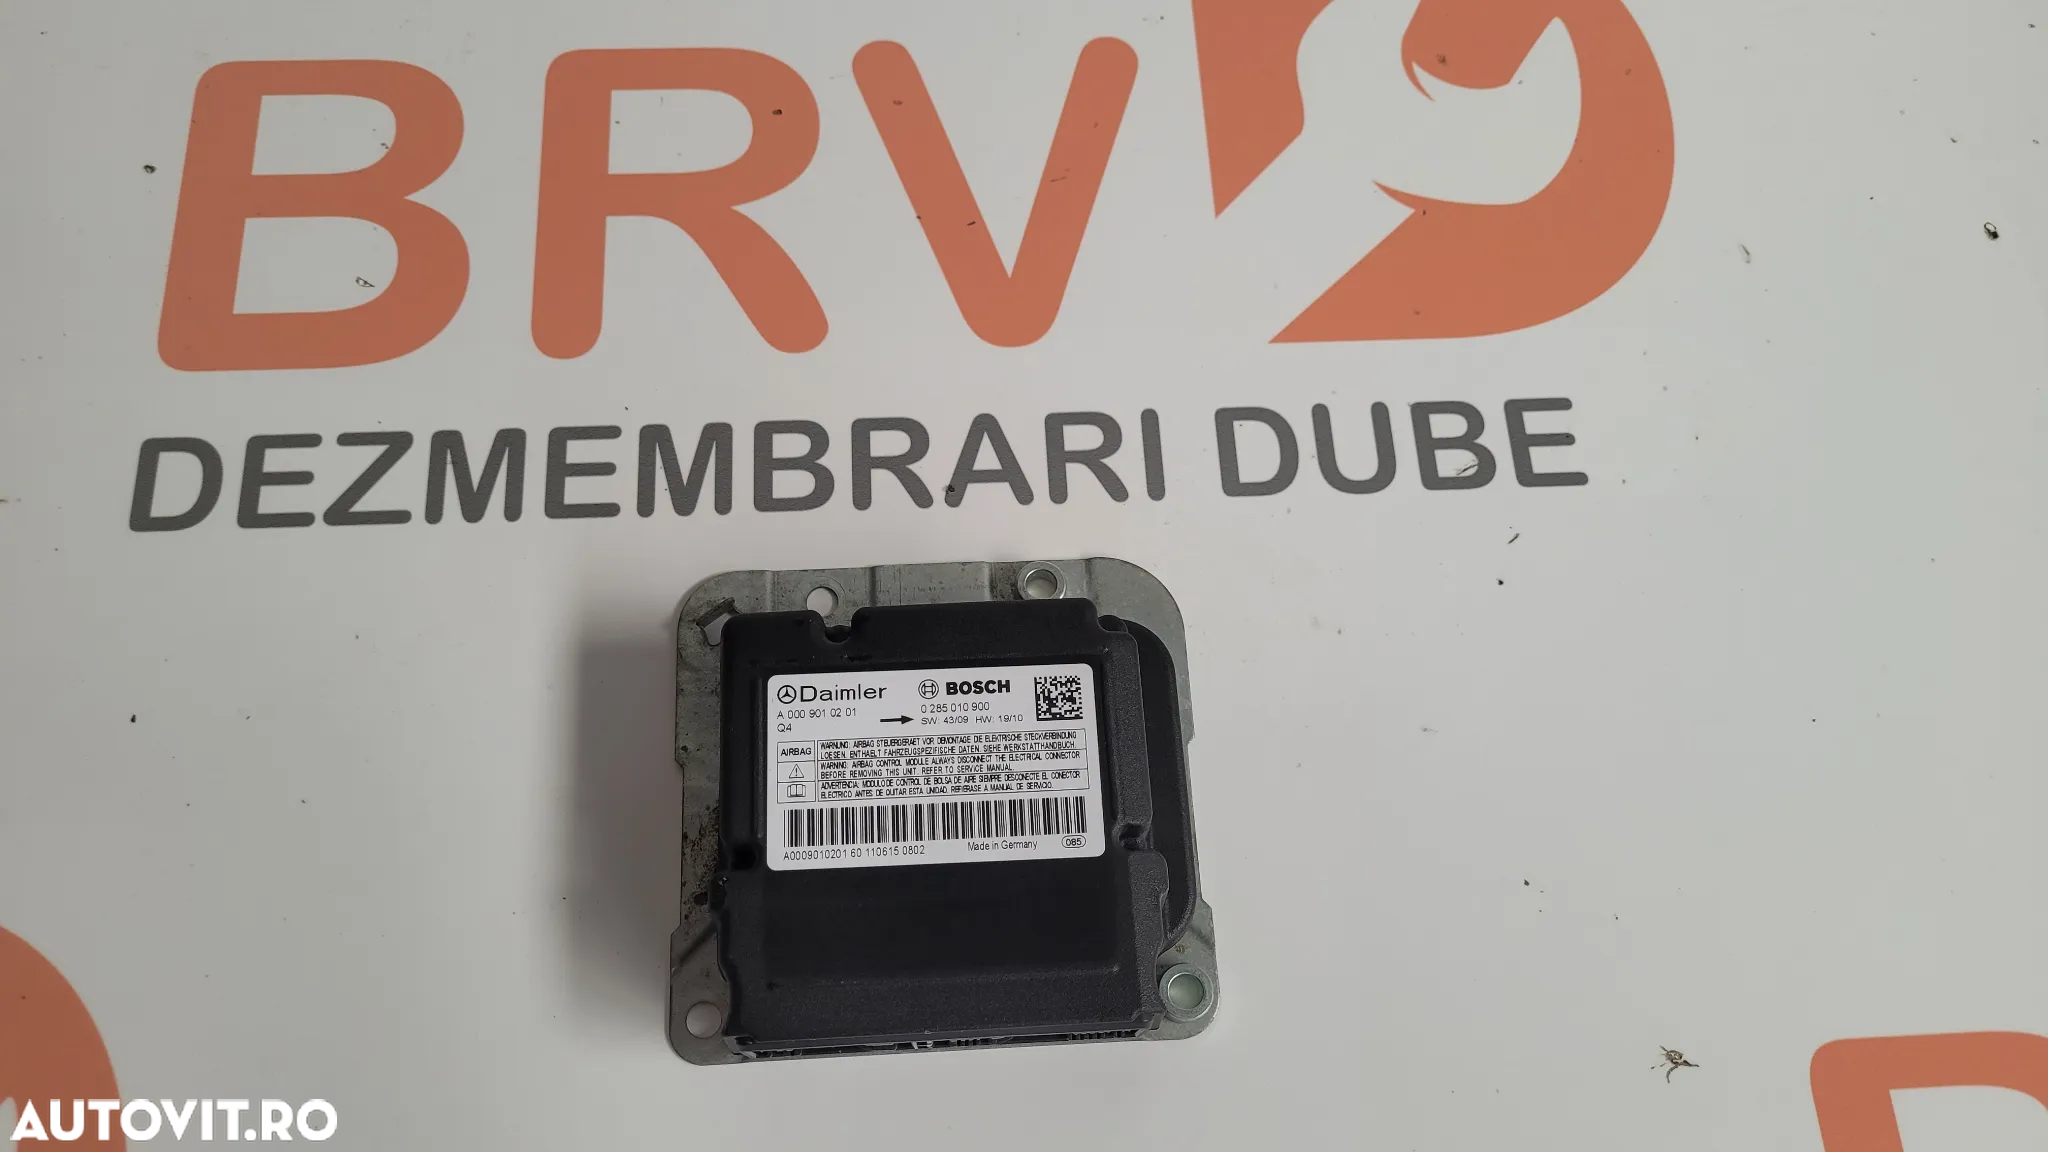 BRV
DEZMEMBRARI DUBE
Daimler
BOSCH
A 000 901 02 01
0 285 010 900
Q4
SW: 43/09 HW: 19/10
AIRBAG
WARNUNG: AIRBAG STEUERGERAET VOR DEMONTAGE DIE ELEKTRISCHE STECKVERBINDUNG
LOESEN. ENTHAELT FAHRZEUGSPEZIFISCHE DATEN. SIEHE WERKSTATTHANDBUCH.
WARNING: AIRBAG CONTROL MODULE ALWAYS DISCONNECT THE ELECTRICAL CONNECTOR
BEFORE REMOVING THIS UNIT. REFER TO SERVICE MANUAL.
ADVERTENCIA: MODULO DE CONTROL DE BOLSA DE AIRE SIEMPRE DESCONECTE EL CONECTOR
ELECTRICO ANTES DE QUITAR ESTA UNIDAD. REFIERASE A MANUAL DE SERVICIO.
A0009010201 60 110615 0802
Made in Germany
085
AUTOVIT.RO